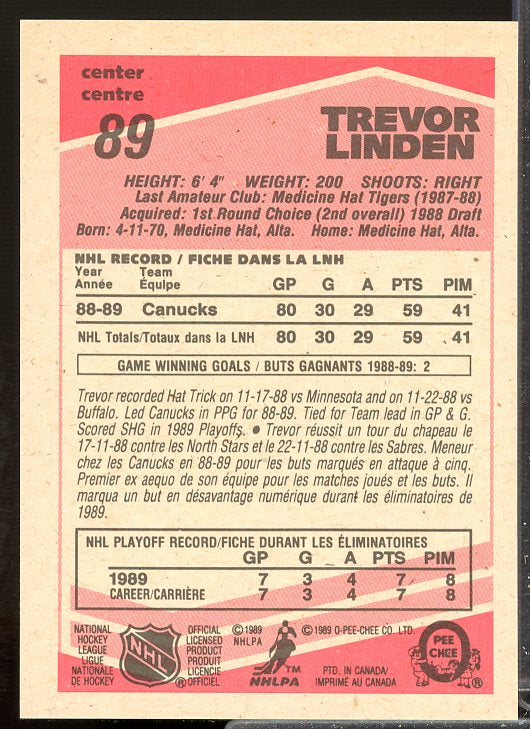 center
centre
89
TREVOR
LINDEN
HEIGHT: 6' 4" WEIGHT: 200 SHOOTS: RIGHT
Last Amateur Club: Medicine Hat Tigers (1987-88)
Acquired: 1st Round Choice (2nd overall) 1988 Draft
Born: 4-11-70, Medicine Hat, Alta. Home: Medicine Hat, Alta.
NHL RECORD / FICHE DANS LA LNH
Year Team
Année Équipe GP G A PTS PIM
88-89 Canucks 80 30 29 59 41
NHL Totals/Totaux dans la LNH 80 30 29 59 41
GAME WINNING GOALS / BUTS GAGNANTS 1988-89: 2
Trevor recorded Hat Trick on 11-17-88 vs Minnesota and on 11-22-88 vs
Buffalo. Led Canucks in PPG for 88-89. Tied for Team lead in GP & G.
Scored SHG in 1989 Playoffs. • Trevor réussit un tour du chapeau le
17-11-88 contre les North Stars et le 22-11-88 contre les Sabres. Meneur
chez les Canucks en 88-89 pour les buts marqués en attaque à cinq.
Premier ex aequo de son équipe pour les matches joués et les buts. Il
marqua un but en désavantage numérique durant les éliminatoires de
1989.
NHL PLAYOFF RECORD/FICHE DURANT LES ÉLIMINATOIRES
GP G A PTS PIM
1989 7 3 4 7 8
CAREER/CARRIÈRE 7 3 4 7 8
NATIONAL
HOCKEY
LEAGUE
LIGUE
NATIONALE
DE HOCKEY
NHL ®
OFFICIAL
LICENSED
PRODUCT
PRODUIT
LICENCIÉ
OFFICIEL
© 1989
NHLPA
TM
NHLPA
© 1989 O-PEE-CHEE CO. LTD.
PTD. IN CANADA/
IMPRIMÉ AU CANADA
O
PEE
CHEE